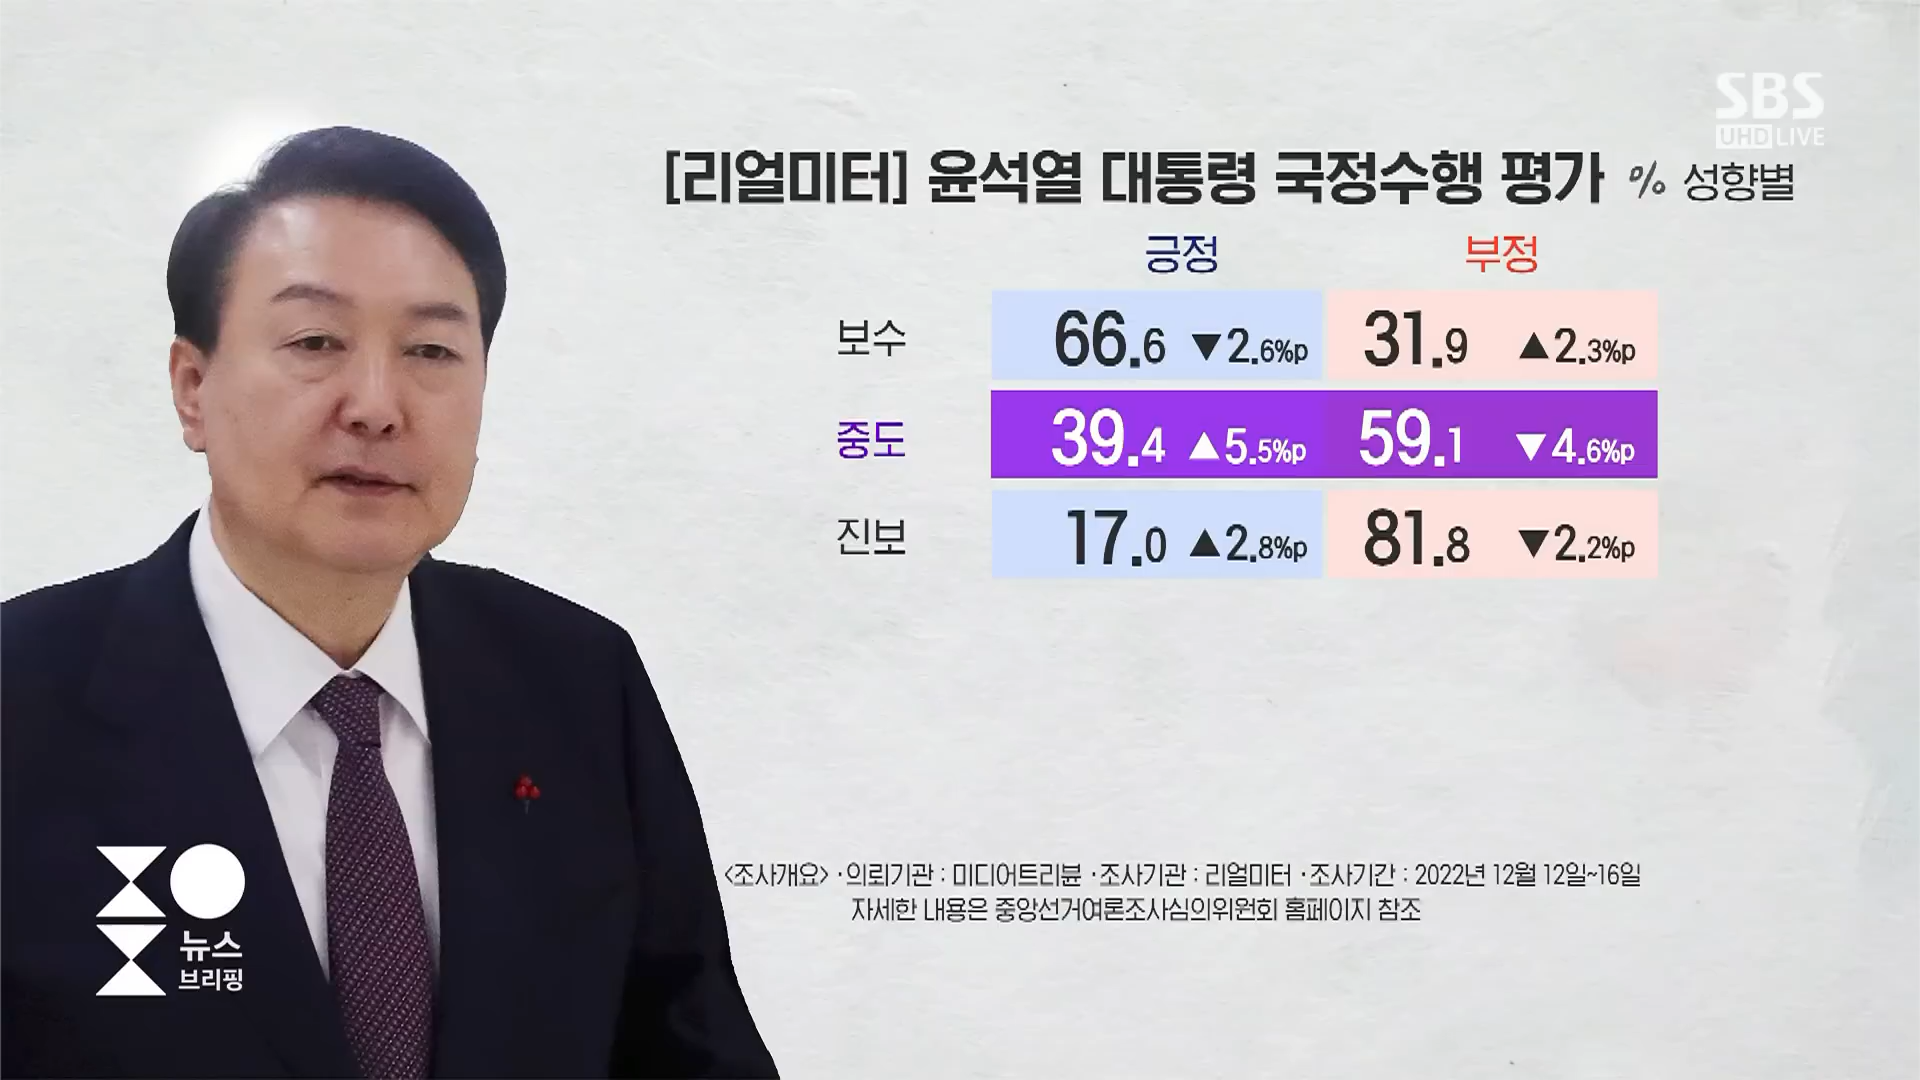 SBS
UHD LIVE
[리얼미터] 윤석열 대통령 국정수행 평가 % 성향별
긍정 부정
보수 66.6 ▼2.6%p 31.9 ▲2.3%p
중도 39.4 ▲5.5%p 59.1 ▼4.6%p
진보 17.0 ▲2.8%p 81.8 ▼2.2%p
<조사개요> ·의뢰기관 : 미디어트리뷴 ·조사기관 : 리얼미터 ·조사기간 : 2022년 12월 12일~16일
자세한 내용은 중앙선거여론조사심의위원회 홈페이지 참조
뉴스
브리핑